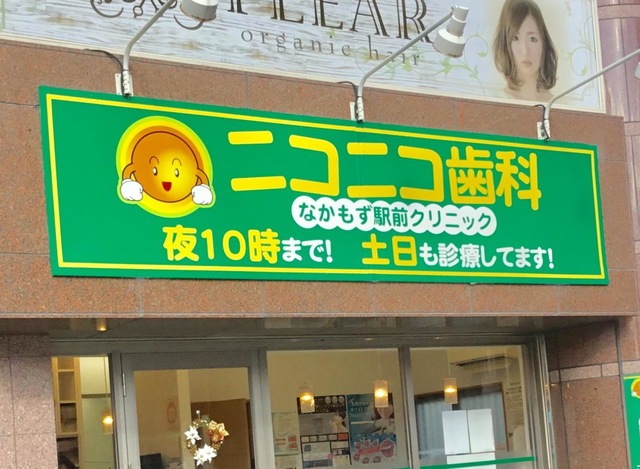 FLEAR
organic hair
ニコニコ歯科
なかもず駅前クリニック
夜10時まで! 土日も診療してます!